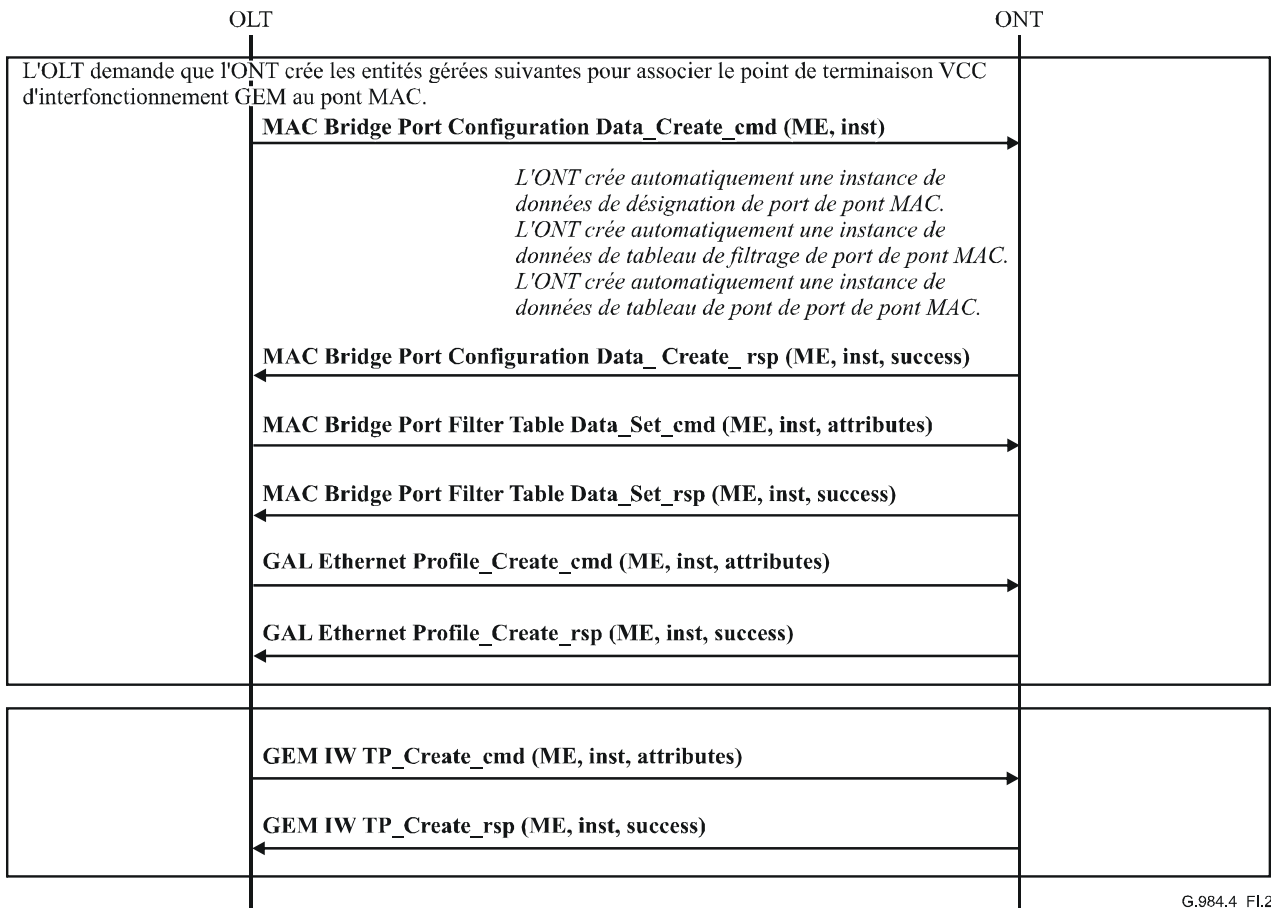 OLT
ONT
L'OLT demande que l'ONT crée les entités gérées suivantes pour associer le point de terminaison VCC
d'interfonctionnement GEM au pont MAC.
MAC Bridge Port Configuration Data_Create_cmd (ME, inst)
L'ONT crée automatiquement une instance de
données de désignation de port de pont MAC.
L'ONT crée automatiquement une instance de
données de tableau de filtrage de port de pont MAC.
L'ONT crée automatiquement une instance de
données de tableau de pont de port de pont MAC.
MAC Bridge Port Configuration Data_ Create_ rsp (ME, inst, success)
MAC Bridge Port Filter Table Data_Set_cmd (ME, inst, attributes)
MAC Bridge Port Filter Table Data_Set_rsp (ME, inst, success)
GAL Ethernet Profile_Create_cmd (ME, inst, attributes)
GAL Ethernet Profile_Create_rsp (ME, inst, success)
GEM IW TP_Create_cmd (ME, inst, attributes)
GEM IW TP_Create_rsp (ME, inst, success)
G.984.4_FI.2